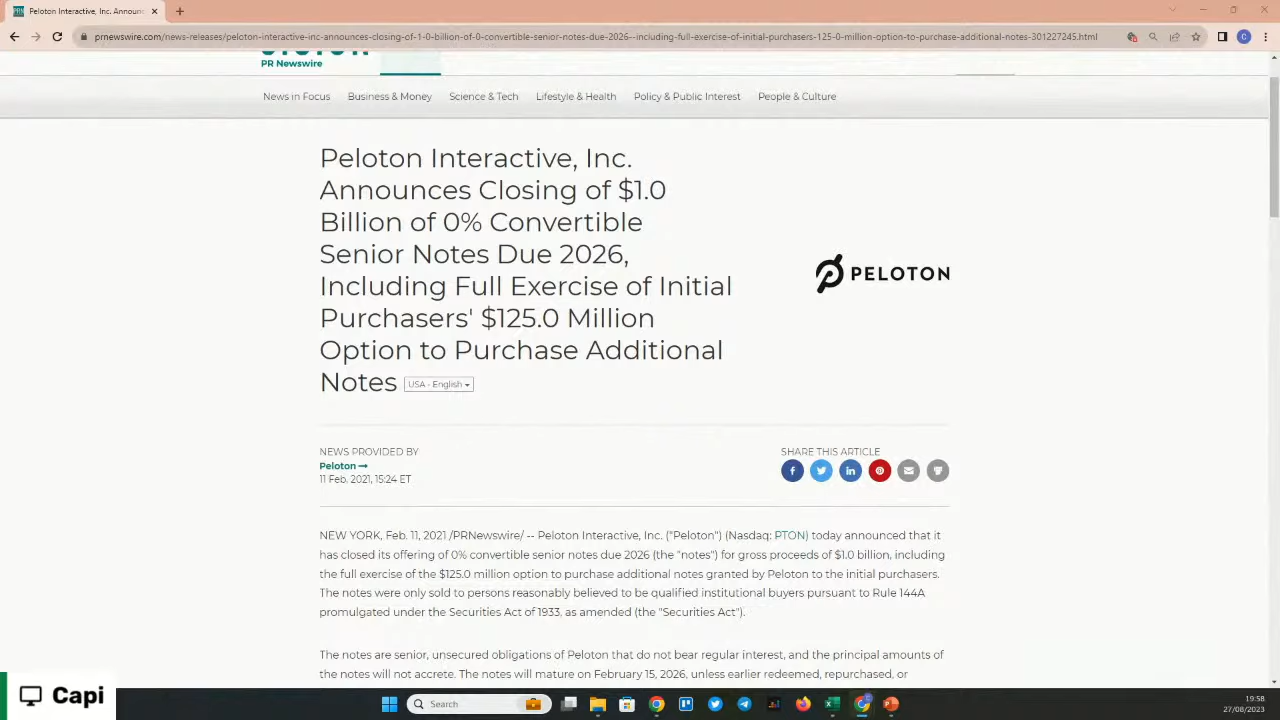 Peloton Interactive, Inc. Announ
prnewswire.com/news-releases/peloton-interactive-inc-announces-closing-of-1-0-billion-of-0-convertible-senior-notes-due-2026--including-full-exercise-of-initial-purchasers-125-0-million-option-to-purchase-additional-notes-301227245.html
C
PR Newswire
News in Focus Business & Money Science & Tech Lifestyle & Health Policy & Public Interest People & Culture
Peloton Interactive, Inc.
Announces Closing of $1.0
Billion of 0% Convertible
Senior Notes Due 2026,
Including Full Exercise of Initial
Purchasers' $125.0 Million
Option to Purchase Additional
Notes USA - English
PELOTON
NEWS PROVIDED BY
Peloton
11 Feb, 2021, 15:24 ET
SHARE THIS ARTICLE
NEW YORK, Feb. 11, 2021 /PRNewswire/ -- Peloton Interactive, Inc. ("Peloton") (Nasdaq: PTON) today announced that it
has closed its offering of 0% convertible senior notes due 2026 (the "notes") for gross proceeds of $1.0 billion, including
the full exercise of the $125.0 million option to purchase additional notes granted by Peloton to the initial purchasers.
The notes were only sold to persons reasonably believed to be qualified institutional buyers pursuant to Rule 144A
promulgated under the Securities Act of 1933, as amended (the "Securities Act").
The notes are senior, unsecured obligations of Peloton that do not bear regular interest, and the principal amounts of
the notes will not accrete. The notes will mature on February 15, 2026, unless earlier redeemed, repurchased, or
Capi
Search
19:58
27/08/2023